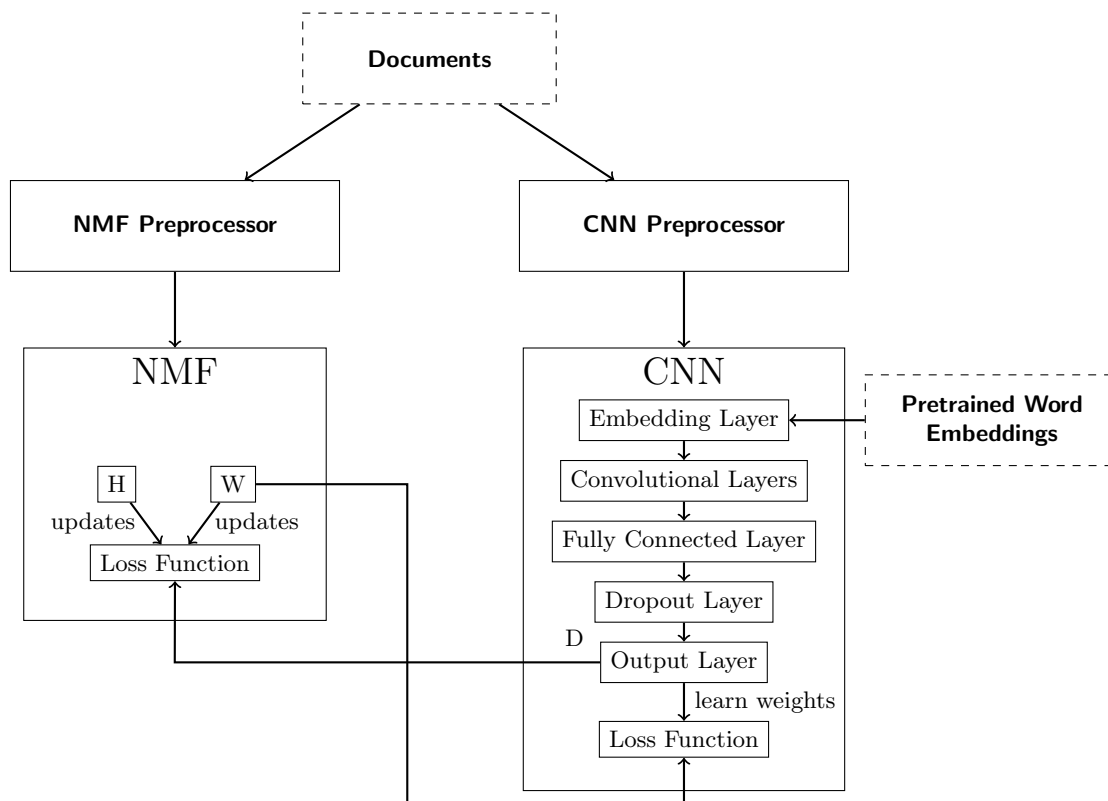 Documents
NMF Preprocessor
CNN Preprocessor
NMF
CNN
Embedding Layer
Pretrained Word
Embeddings
Convolutional Layers
H
W
updates
updates
Fully Connected Layer
Loss Function
Dropout Layer
D
Output Layer
learn weights
Loss Function